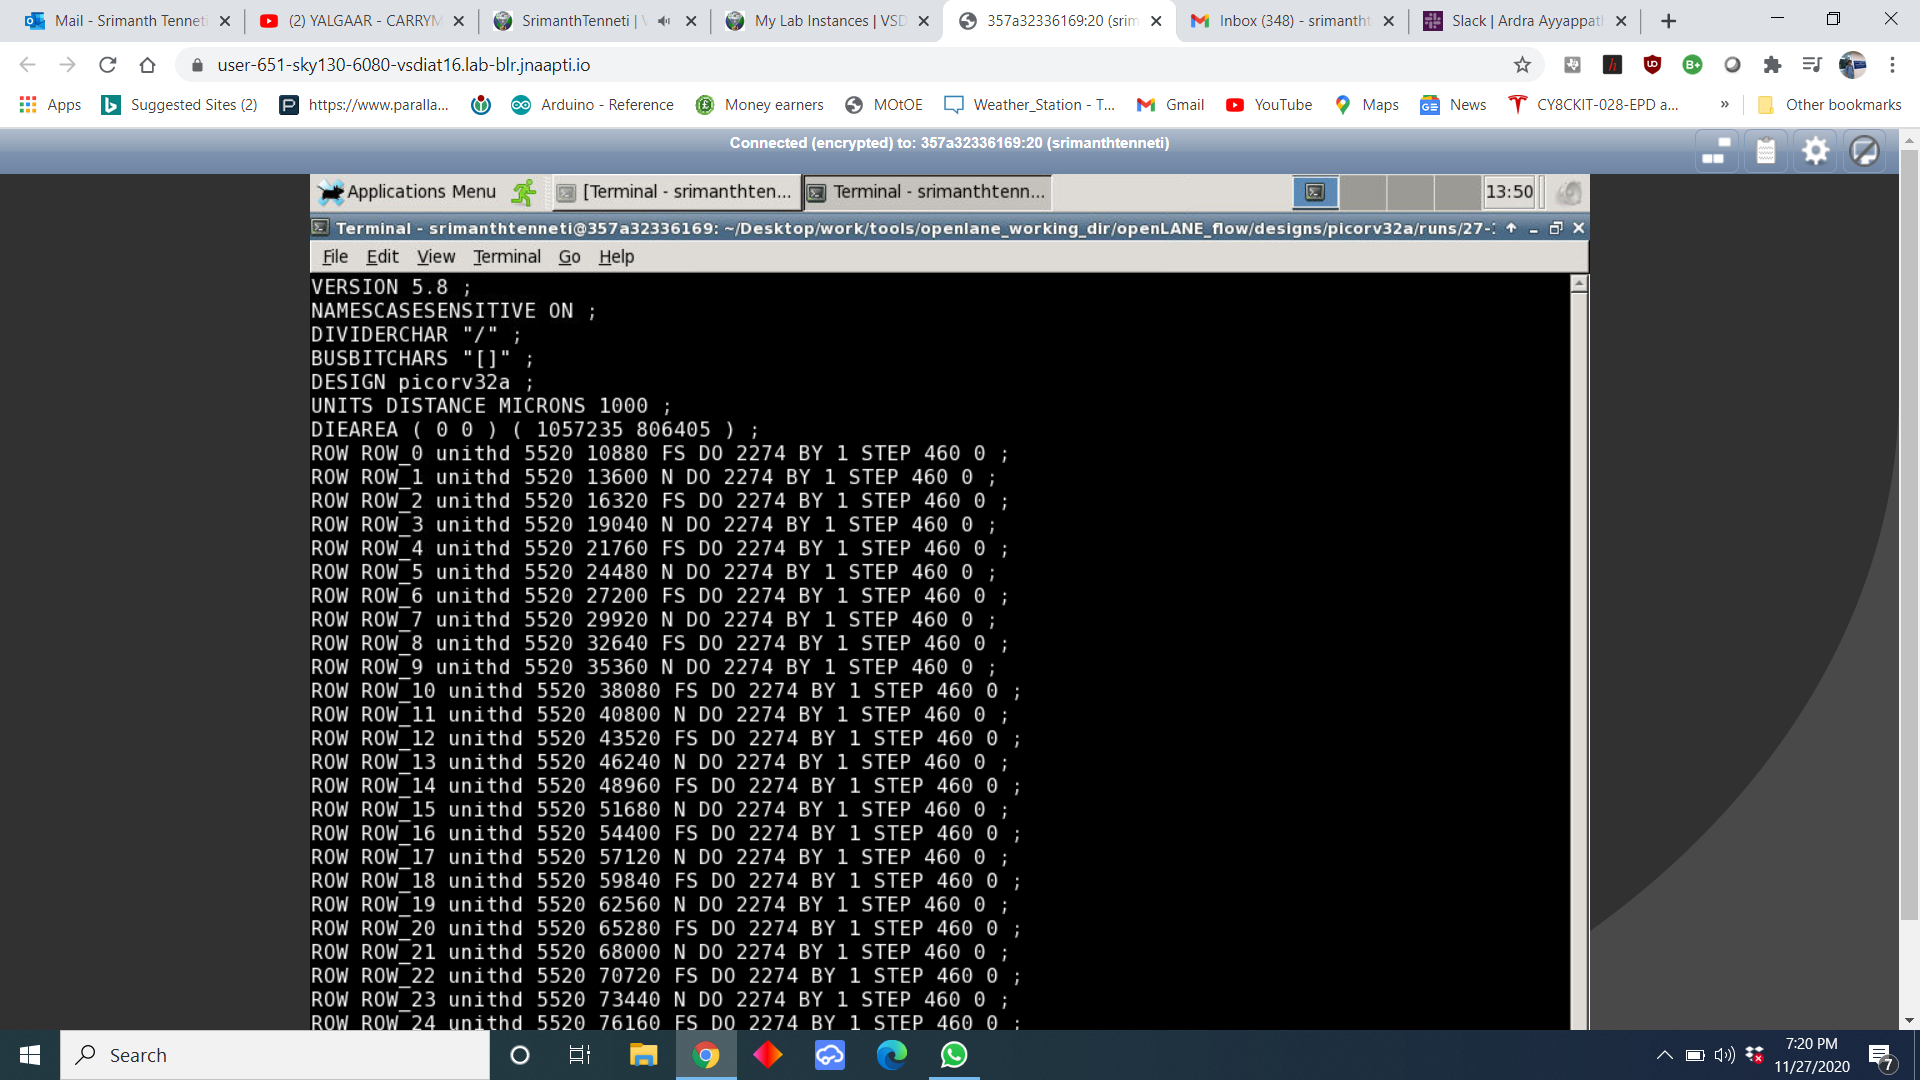 Mail - Srimanth Tenneti
(2) YALGAAR - CARRYM
SrimanthTenneti | V
My Lab Instances | VSD
357a32336169:20 (srim
Inbox (348) - srimantht
Slack | Ardra Ayyappath
user-651-sky130-6080-vsdiat16.lab-blr.jnaapti.io
Apps
Suggested Sites (2)
https://www.paralla...
Arduino - Reference
Money earners
MOtOE
Weather_Station - T...
Gmail
YouTube
Maps
News
CY8CKIT-028-EPD a...
»
Other bookmarks
Connected (encrypted) to: 357a32336169:20 (srimanthtenneti)
Applications Menu
[Terminal - srimanthten...
Terminal - srimanthtenn...
13:50
Terminal - srimanthtenneti@357a32336169: ~/Desktop/work/tools/openlane_working_dir/openLANE_flow/designs/picorv32a/runs/27-
File Edit View Terminal Go Help
VERSION 5.8 ;
NAMESCASESENSITIVE ON ;
DIVIDERCHAR "/" ;
BUSBITCHARS "[]" ;
DESIGN picorv32a ;
UNITS DISTANCE MICRONS 1000 ;
DIEAREA ( 0 0 ) ( 1057235 806405 ) ;
ROW ROW_0 unithd 5520 10880 FS DO 2274 BY 1 STEP 460 0 ;
ROW ROW_1 unithd 5520 13600 N DO 2274 BY 1 STEP 460 0 ;
ROW ROW_2 unithd 5520 16320 FS DO 2274 BY 1 STEP 460 0 ;
ROW ROW_3 unithd 5520 19040 N DO 2274 BY 1 STEP 460 0 ;
ROW ROW_4 unithd 5520 21760 FS DO 2274 BY 1 STEP 460 0 ;
ROW ROW_5 unithd 5520 24480 N DO 2274 BY 1 STEP 460 0 ;
ROW ROW_6 unithd 5520 27200 FS DO 2274 BY 1 STEP 460 0 ;
ROW ROW_7 unithd 5520 29920 N DO 2274 BY 1 STEP 460 0 ;
ROW ROW_8 unithd 5520 32640 FS DO 2274 BY 1 STEP 460 0 ;
ROW ROW_9 unithd 5520 35360 N DO 2274 BY 1 STEP 460 0 ;
ROW ROW_10 unithd 5520 38080 FS DO 2274 BY 1 STEP 460 0 ;
ROW ROW_11 unithd 5520 40800 N DO 2274 BY 1 STEP 460 0 ;
ROW ROW_12 unithd 5520 43520 FS DO 2274 BY 1 STEP 460 0 ;
ROW ROW_13 unithd 5520 46240 N DO 2274 BY 1 STEP 460 0 ;
ROW ROW_14 unithd 5520 48960 FS DO 2274 BY 1 STEP 460 0 ;
ROW ROW_15 unithd 5520 51680 N DO 2274 BY 1 STEP 460 0 ;
ROW ROW_16 unithd 5520 54400 FS DO 2274 BY 1 STEP 460 0 ;
ROW ROW_17 unithd 5520 57120 N DO 2274 BY 1 STEP 460 0 ;
ROW ROW_18 unithd 5520 59840 FS DO 2274 BY 1 STEP 460 0 ;
ROW ROW_19 unithd 5520 62560 N DO 2274 BY 1 STEP 460 0 ;
ROW ROW_20 unithd 5520 65280 FS DO 2274 BY 1 STEP 460 0 ;
ROW ROW_21 unithd 5520 68000 N DO 2274 BY 1 STEP 460 0 ;
ROW ROW_22 unithd 5520 70720 FS DO 2274 BY 1 STEP 460 0 ;
ROW ROW_23 unithd 5520 73440 N DO 2274 BY 1 STEP 460 0 ;
ROW ROW_24 unithd 5520 76160 FS DO 2274 BY 1 STEP 460 0 ;
Search
7:20 PM
11/27/2020
7